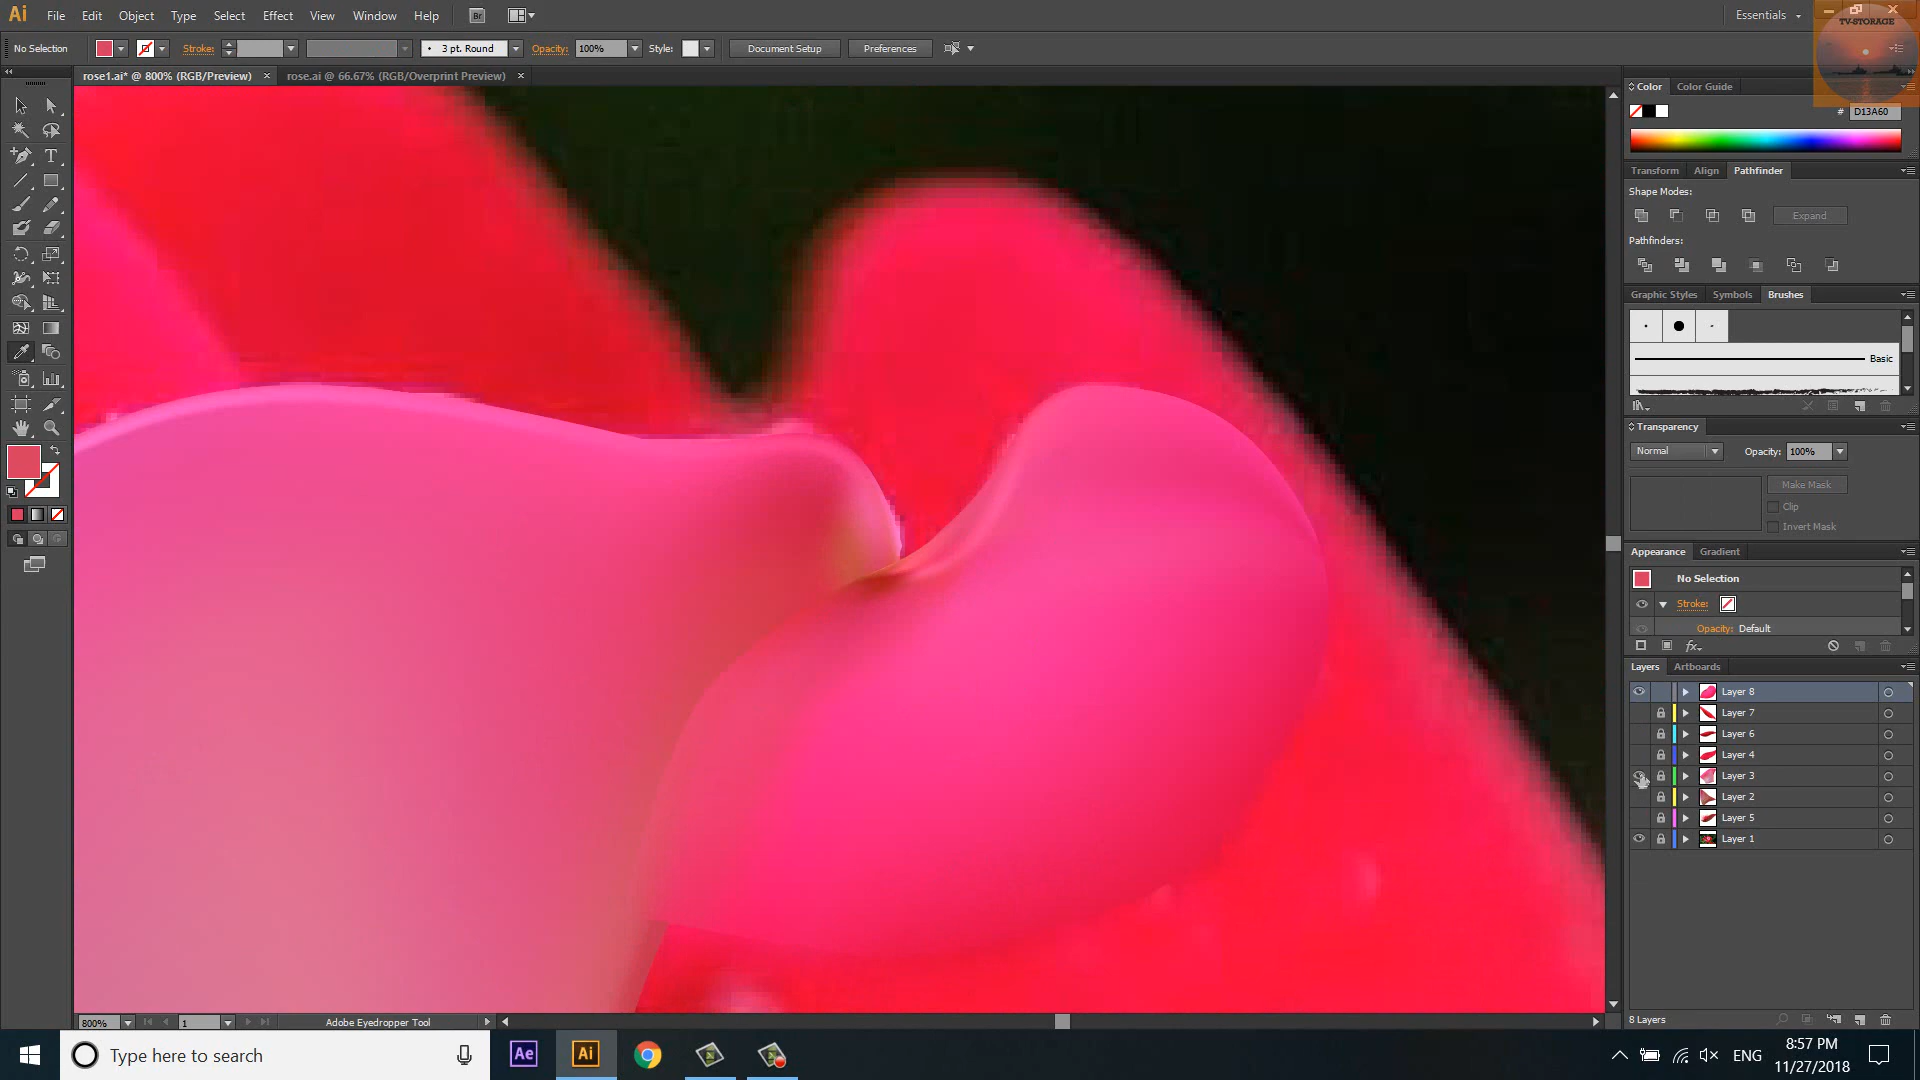 Ai File Edit Object Type Select Effect View Window Help Br Essentials
TV-STORAGE
No Selection Stroke: 3 pt. Round Opacity: 100% Style: Document Setup Preferences
rose1.ai* @ 800% (RGB/Preview) × rose.ai @ 66.67% (RGB/Overprint Preview) ×
Color Color Guide
# D13A60
Transform Align Pathfinder
Shape Modes:
Expand
Pathfinders:
Graphic Styles Symbols Brushes
Basic
Transparency
Normal Opacity: 100%
Make Mask
Clip
Invert Mask
Appearance Gradient
No Selection
Stroke:
Opacity: Default
fx
Layers Artboards
Layer 8
Layer 7
Layer 6
Layer 4
Layer 3
Layer 2
Layer 5
Layer 1
8 Layers
800% 1 Adobe Eyedropper Tool
Type here to search
Ae Ai
ENG
8:57 PM
11/27/2018